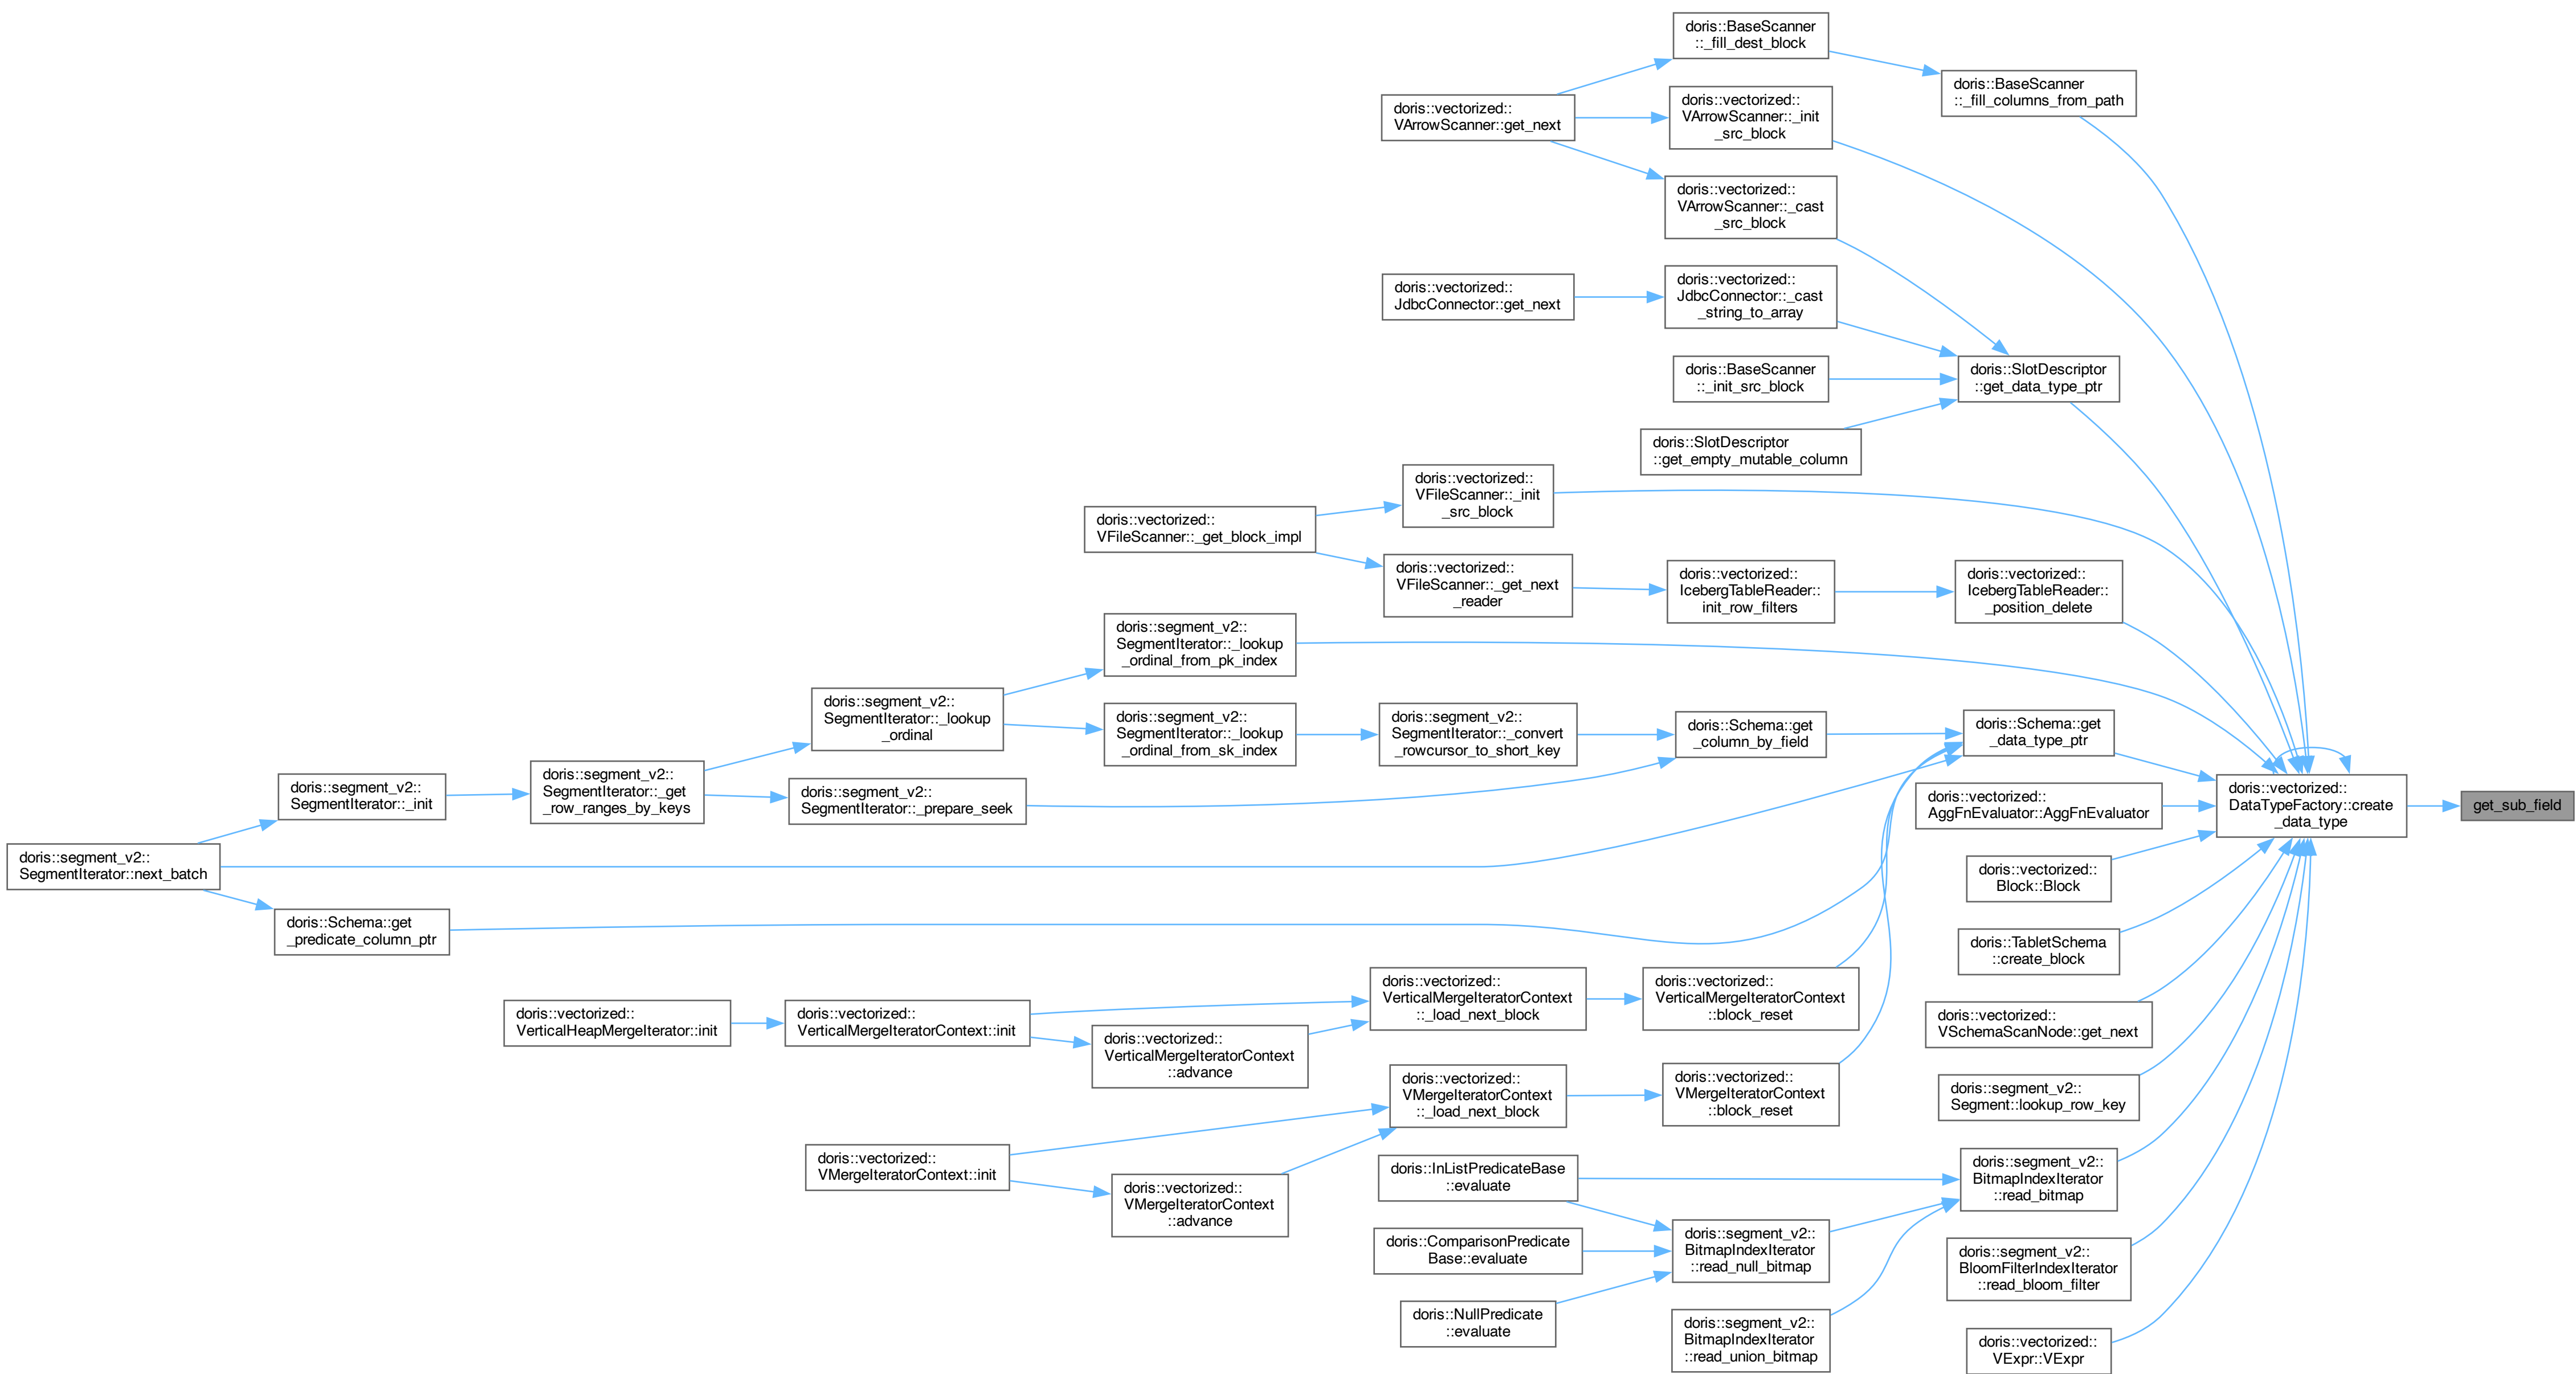 doris::BaseScanner
::_fill_dest_block
doris::BaseScanner
::_fill_columns_from_path
doris::vectorized::
VArrowScanner::get_next
doris::vectorized::
VArrowScanner::_init
_src_block
doris::vectorized::
VArrowScanner::_cast
_src_block
doris::vectorized::
JdbcConnector::get_next
doris::vectorized::
JdbcConnector::_cast
_string_to_array
doris::BaseScanner
::_init_src_block
doris::SlotDescriptor
::get_data_type_ptr
doris::SlotDescriptor
::get_empty_mutable_column
doris::vectorized::
VFileScanner::_init
_src_block
doris::vectorized::
VFileScanner::_get_block_impl
doris::vectorized::
VFileScanner::_get_next
_reader
doris::vectorized::
IcebergTableReader::
init_row_filters
doris::vectorized::
IcebergTableReader::
_position_delete
doris::segment_v2::
SegmentIterator::_lookup
_ordinal_from_pk_index
doris::segment_v2::
SegmentIterator::_lookup
_ordinal
doris::segment_v2::
SegmentIterator::_lookup
_ordinal_from_sk_index
doris::segment_v2::
SegmentIterator::_convert
_rowcursor_to_short_key
doris::Schema::get
_column_by_field
doris::Schema::get
_data_type_ptr
doris::segment_v2::
SegmentIterator::_init
doris::segment_v2::
SegmentIterator::_get
_row_ranges_by_keys
doris::segment_v2::
SegmentIterator::_prepare_seek
doris::vectorized::
AggFnEvaluator::AggFnEvaluator
doris::vectorized::
DataTypeFactory::create
_data_type
get_sub_field
doris::segment_v2::
SegmentIterator::next_batch
doris::vectorized::
Block::Block
doris::Schema::get
_predicate_column_ptr
doris::TabletSchema
::create_block
doris::vectorized::
VerticalHeapMergeIterator::init
doris::vectorized::
VerticalMergeIteratorContext::init
doris::vectorized::
VerticalMergeIteratorContext
::advance
doris::vectorized::
VerticalMergeIteratorContext
::_load_next_block
doris::vectorized::
VerticalMergeIteratorContext
::block_reset
doris::vectorized::
VSchemaScanNode::get_next
doris::vectorized::
VMergeIteratorContext
::_load_next_block
doris::vectorized::
VMergeIteratorContext
::block_reset
doris::segment_v2::
Segment::lookup_row_key
doris::vectorized::
VMergeIteratorContext::init
doris::vectorized::
VMergeIteratorContext
::advance
doris::InListPredicateBase
::evaluate
doris::segment_v2::
BitmapIndexIterator
::read_bitmap
doris::ComparisonPredicate
Base::evaluate
doris::segment_v2::
BitmapIndexIterator
::read_null_bitmap
doris::segment_v2::
BloomFilterIndexIterator
::read_bloom_filter
doris::NullPredicate
::evaluate
doris::segment_v2::
BitmapIndexIterator
::read_union_bitmap
doris::vectorized::
VExpr::VExpr